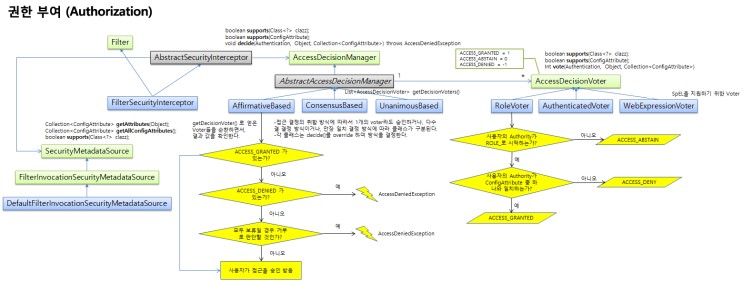 권한 부여 (Authorization)
boolean supports(Class<?> clazz);
boolean supports(ConfigAttribute);
void decide(Authentication, Object, Collection<ConfigAttribute>) throws AccessDeniedException
ACCESS_GRANTED = 1
ACCESS_ABSTAIN = 0
ACCESS_DENIED = -1
boolean supports(Class<?> clazz);
boolean supports(ConfigAttribute);
int vote(Authentication, Object, Collection<ConfigAttribute>)
Filter
AbstractSecurityInterceptor
AccessDecisionManager
AbstractAccessDecisionManager
1
AccessDecisionVoter
List<AccessDecisionVoter> getDecisionVoters()
SpEL을 지원하기 위한 Voter
FilterSecurityInterceptor
AffirmativeBased
ConsensusBased
UnanimousBased
RoleVoter
AuthenticatedVoter
WebExpressionVoter
Collection<ConfigAttribute> getAttributes(Object);
Collection<ConfigAttribute> getAllConfigAttributes();
boolean supports(Class<?> clazz);
getDecisionVoter() 로 얻은
Voter들을 순환하면서,
결과 값을 확인한다.
-접근 결정의 취합 방식에 따라서 1개의 voter라도 승인하거나, 다수
결 결정 방식이거나, 만장 일치 결정 방식에 따라 클래스가 구분된다.
-각 클래스는 decide()를 override 하여 방식을 결정한다.
SecurityMetadataSource
FilterInvocationSecurityMetadataSource
DefaultFilterInvocationSecurityMetadataSource
ACCESS_GRANTED 가
있는가?
아니오
ACCESS_DENIED 가
있는가?
예
AccessDeniedException
아니오
모두 보류일 경우 거부
로 판단할 것인가?
예
AccessDeniedException
아니오
사용자가 접근을 승인 받음
사용자의 Authority가
ROLE_로 시작하는가?
아니오
ACCESS_ABSTAIN
예
사용자의 Authority가
ConfigAttribute 중 하
나와 일치하는가?
아니오
ACCESS_DENY
예
ACCESS_GRANTED